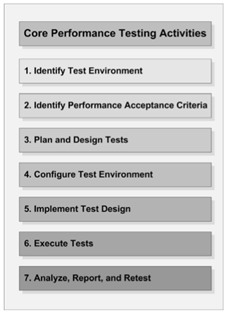 Core Performance Testing Activities
1. Identify Test Environment
2. Identify Performance Acceptance Criteria
3. Plan and Design Tests
4. Configure Test Environment
5. Implement Test Design
6. Execute Tests
7. Analyze, Report, and Retest